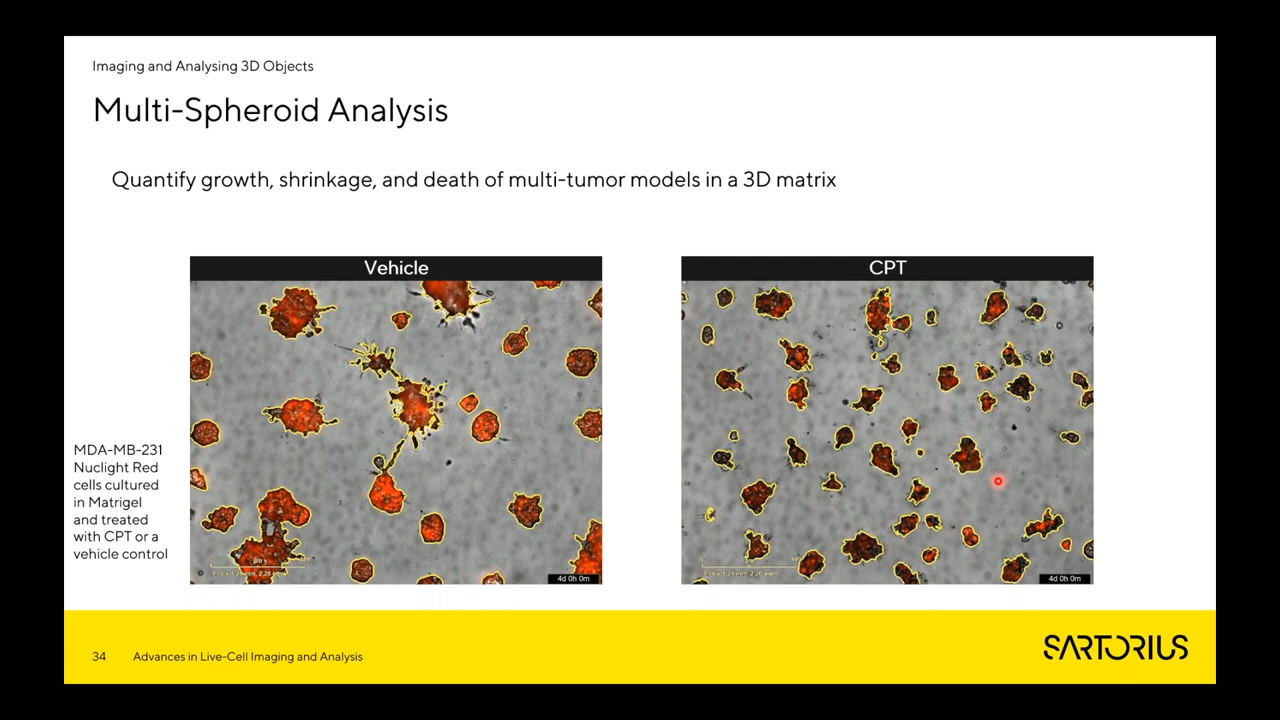 Imaging and Analysing 3D Objects
Multi-Spheroid Analysis
Quantify growth, shrinkage, and death of multi-tumor models in a 3D matrix
Vehicle
CPT
MDA-MB-231
Nuclight Red
cells cultured
in Matrigel
and treated
with CPT or a
vehicle control
4d 0h 0m
4d 0h 0m
34
Advances in Live-Cell Imaging and Analysis
SARTORIUS